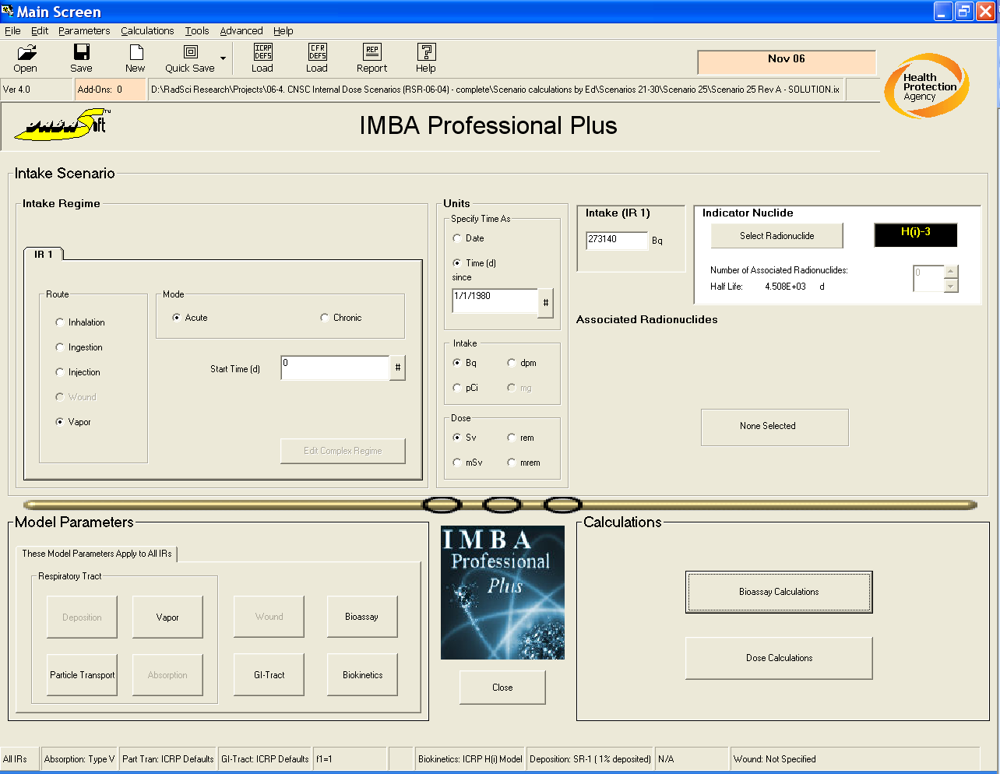 Main Screen
File Edit Parameters Calculations Tools Advanced Help
ICRP DEFS CFR DEFS REP ?
Open Save New Quick Save Load Load Report Help
Nov 06
Health
Protection
Agency
Ver 4.0 Add-Ons: 0 D:\RadSci Research\Projects\06-4. CNSC Internal Dose Scenarios (RSR-06-04) - complete\Scenario calculations by Ed\Scenarios 21-30\Scenario 25\Scenario 25 Rev A - SOLUTION.ix
IMBA Professional Plus
Intake Scenario
Intake Regime
IR 1
Route
Inhalation
Ingestion
Injection
Wound
Vapor
Mode
Acute Chronic
Start Time (d) 0 #
Edit Complex Regime
Units
Specify Time As
Date
Time (d)
since
1/1/1980 #
Intake
Bq dpm
pCi mg
Dose
Sv rem
mSv mrem
Intake (IR 1)
273140 Bq
Indicator Nuclide
Select Radionuclide H(i)-3
Number of Associated Radionuclides: 0
Half Life: 4.508E+03 d
Associated Radionuclides
None Selected
Model Parameters
These Model Parameters Apply to All IRs
Respiratory Tract
Deposition Vapor Wound Bioassay
Particle Transport Absorption GI-Tract Biokinetics
IMBA
Professional
Plus
Close
Calculations
Bioassay Calculations
Dose Calculations
All IRs Absorption: Type V Part Tran: ICRP Defaults GI-Tract: ICRP Defaults f1=1 Biokinetics: ICRP H(i) Model Deposition: SR-1 ( 1% deposited) N/A Wound: Not Specified